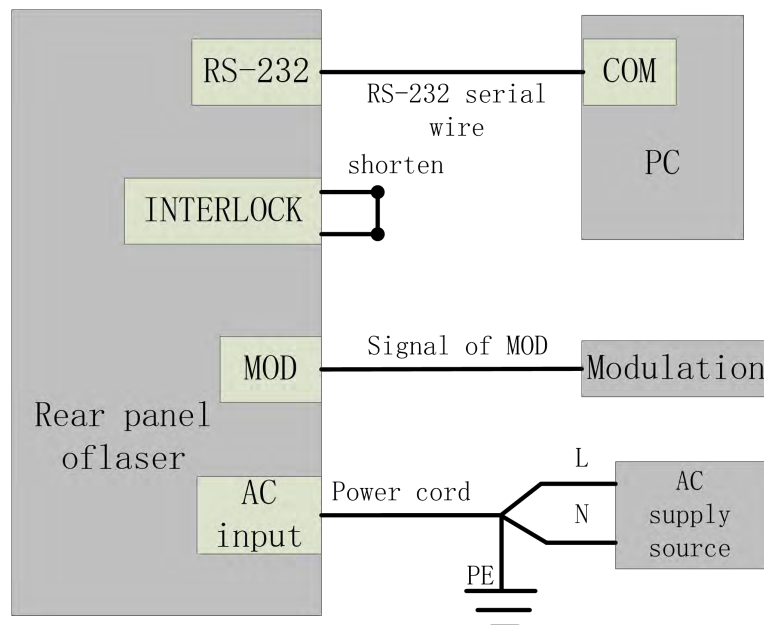 RS-232
COM
RS-232 serial
wire
PC
shorten
INTERLOCK
Signal of MOD
MOD
Modulation
Rear panel
oflaser
AC
input
Power cord
L
N
PE
AC
supply
source